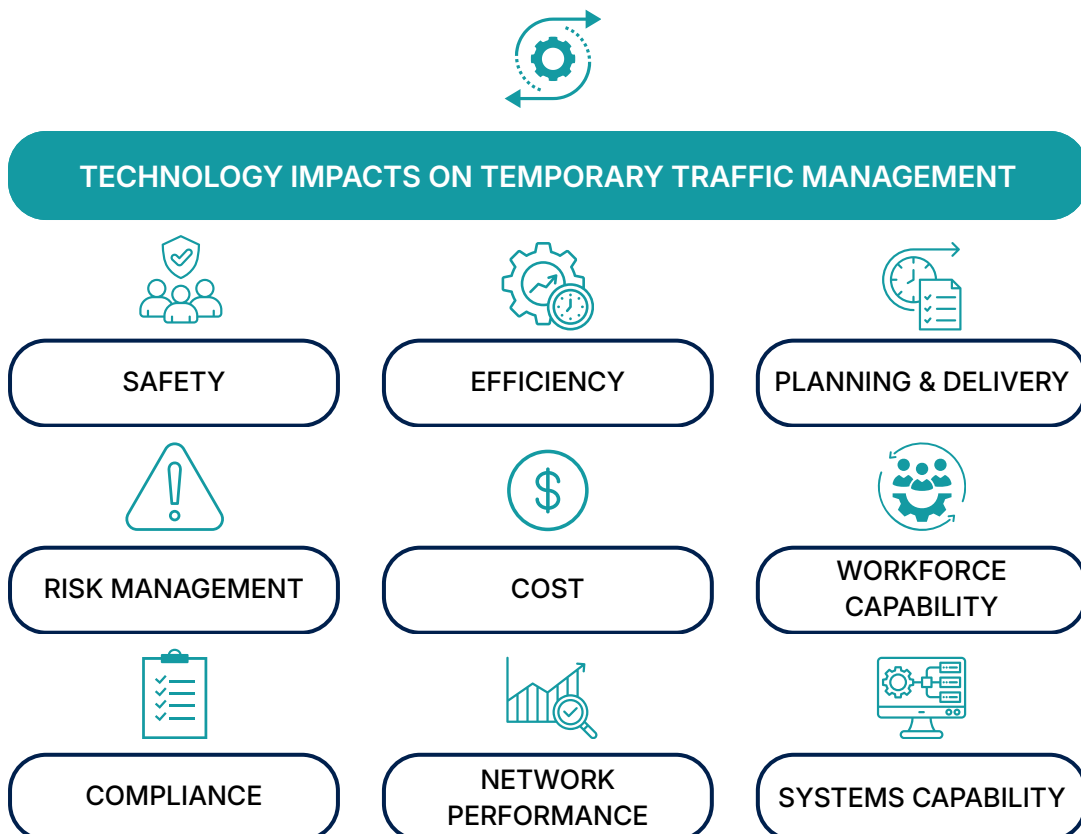 TECHNOLOGY IMPACTS ON TEMPORARY TRAFFIC MANAGEMENT
SAFETY
EFFICIENCY
PLANNING & DELIVERY
RISK MANAGEMENT
$
COST
WORKFORCE
CAPABILITY
COMPLIANCE
NETWORK
PERFORMANCE
SYSTEMS CAPABILITY